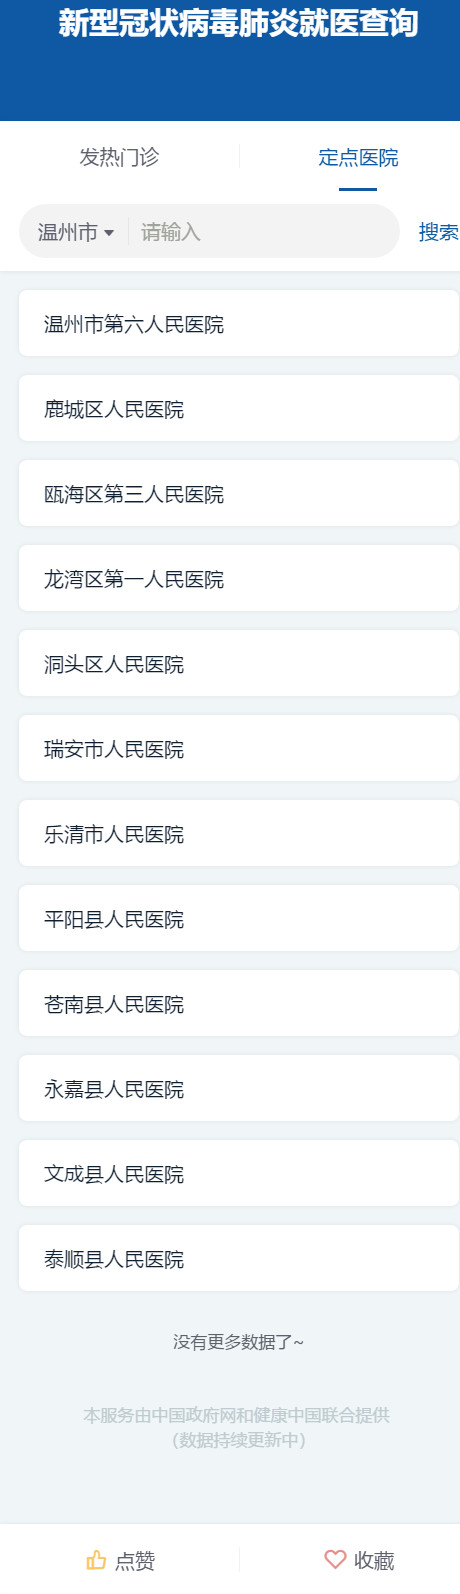 新型冠状病毒肺炎就医查询
发热门诊 定点医院
温州市 请输入 搜索
温州市第六人民医院
鹿城区人民医院
瓯海区第三人民医院
龙湾区第一人民医院
洞头区人民医院
瑞安市人民医院
乐清市人民医院
平阳县人民医院
苍南县人民医院
永嘉县人民医院
文成县人民医院
泰顺县人民医院
没有更多数据了~
本服务由中国政府网和健康中国联合提供
（数据持续更新中）
点赞 收藏